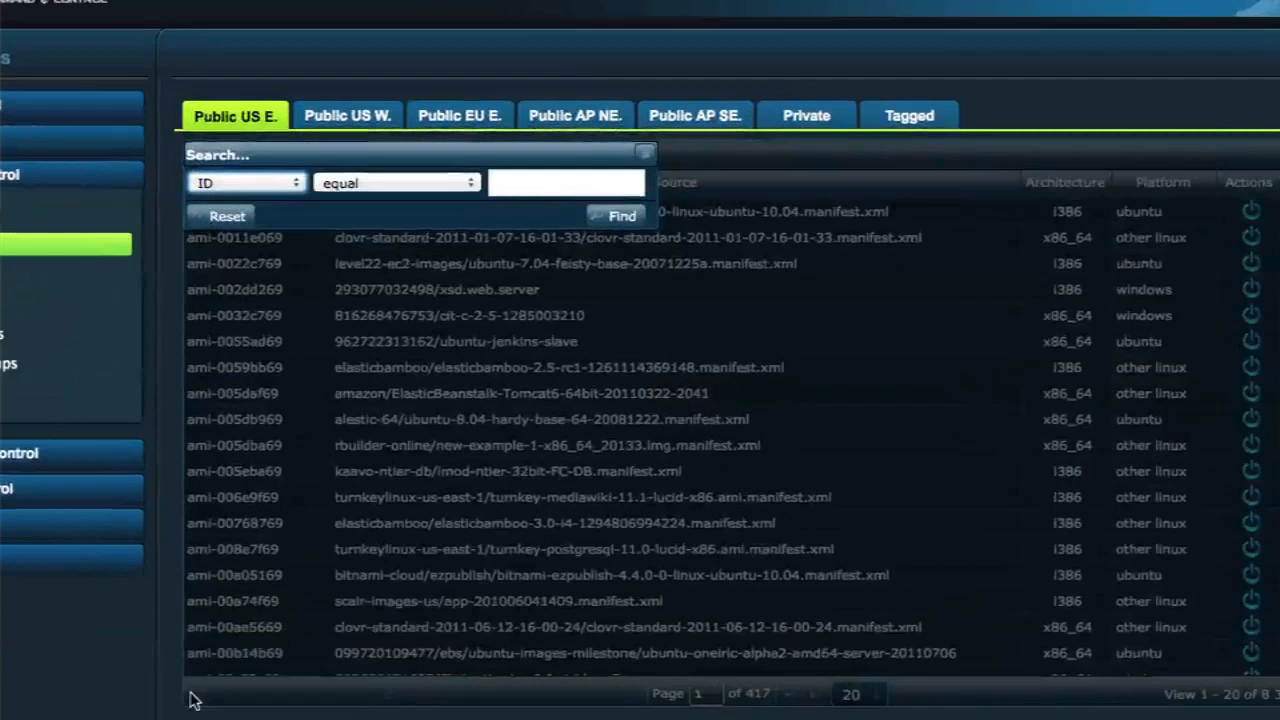 Public US E. Public US W. Public EU E. Public AP NE. Public AP SE. Private Tagged
Search...
ID equal
Reset Find
Source Architecture Platform Actions
0-linux-ubuntu-10.04.manifest.xml i386 ubuntu
ami-0011e069 clovr-standard-2011-01-07-16-01-33/clovr-standard-2011-01-07-16-01-33.manifest.xml x86_64 other linux
ami-0022c769 level22-ec2-images/ubuntu-7.04-feisty-base-20071225a.manifest.xml i386 ubuntu
ami-002dd269 293077032498/xsd.web.server i386 windows
ami-0032c769 816268476753/cit-c-2-5-1285003210 x86_64 windows
ami-0055ad69 962722313162/ubuntu-jenkins-slave x86_64 ubuntu
ami-0059bb69 elasticbamboo/elasticbamboo-2.5-rc1-1261114369148.manifest.xml i386 other linux
ami-005daf69 amazon/ElasticBeanstalk-Tomcat6-64bit-20110322-2041 x86_64 other linux
ami-005db969 alestic-64/ubuntu-8.04-hardy-base-64-20081222.manifest.xml x86_64 ubuntu
ami-005dba69 rbuilder-online/new-example-1-x86_64_20133.img.manifest.xml x86_64 other linux
ami-005eba69 kaavo-ntier-db/imod-ntier-32bit-FC-DB.manifest.xml i386 other linux
ami-006e9f69 turnkeylinux-us-east-1/turnkey-mediawiki-11.1-lucid-x86.ami.manifest.xml i386 other linux
ami-00768769 elasticbamboo/elasticbamboo-3.0-i4-1294806994224.manifest.xml i386 other linux
ami-008e7f69 turnkeylinux-us-east-1/turnkey-postgresql-11.0-lucid-x86.ami.manifest.xml i386 other linux
ami-00a05169 bitnami-cloud/ezpublish/bitnami-ezpublish-4.4.0-0-linux-ubuntu-10.04.manifest.xml i386 ubuntu
ami-00a74f69 scalr-images-us/app-201006041409.manifest.xml i386 other linux
ami-00ae5669 clovr-standard-2011-06-12-16-00-24/clovr-standard-2011-06-12-16-00-24.manifest.xml x86_64 other linux
ami-00b14b69 099720109477/ebs/ubuntu-images-milestone/ubuntu-oneiric-alpha2-amd64-server-20110706 x86_64 ubuntu
Page 1 of 417 20 View 1 - 20 of 8 3